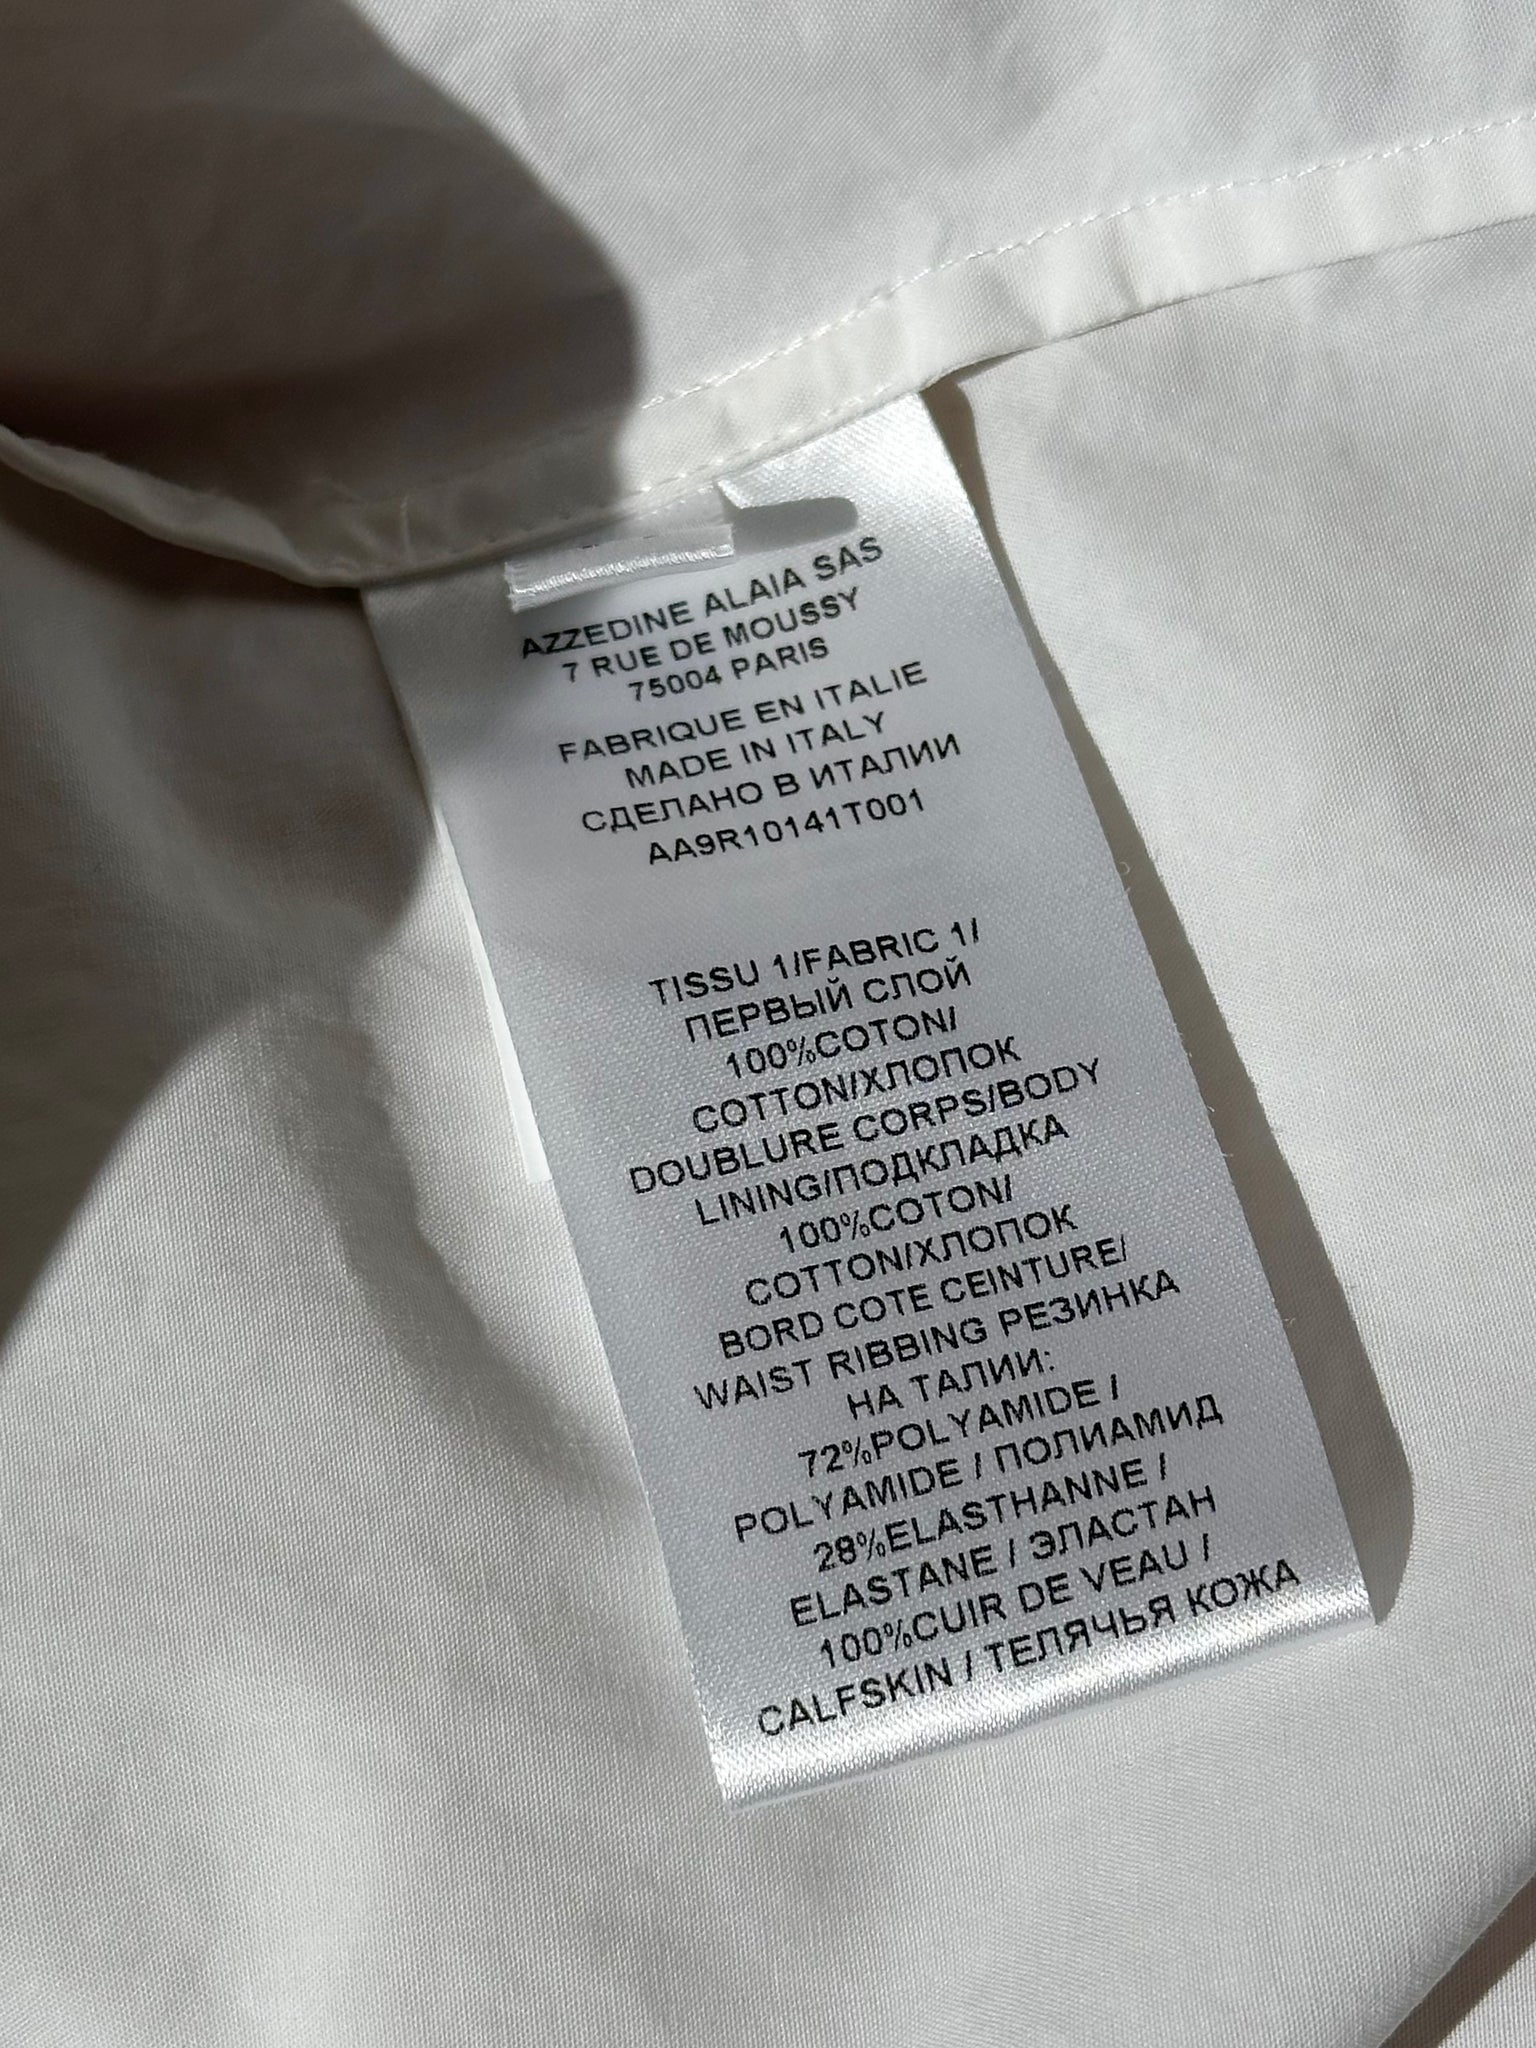 AZZEDINE ALAIA SAS
7 RUE DE MOUSSY
75004 PARIS
FABRIQUE EN ITALIE
MADE IN ITALY
СДЕЛАНО В ИТАЛИИ
AA9R10141T001
TISSU 1/FABRIC 1/
ПЕРВЫЙ СЛОЙ
100%COTON/
COTTON/ХЛОПОК
DOUBLURE CORPS/BODY
LINING/ПОДКЛАДКА
100%COTON/
COTTON/ХЛОПОК
BORD COTE CEINTURE/
WAIST RIBBING РЕЗИНКА
НА ТАЛИИ:
72%POLYAMIDE /
POLYAMIDE / ПОЛИАМИД
28%ELASTHANNE /
ELASTANE / ЭЛАСТАН
100%CUIR DE VEAU /
CALFSKIN / ТЕЛЯЧЬЯ КОЖА